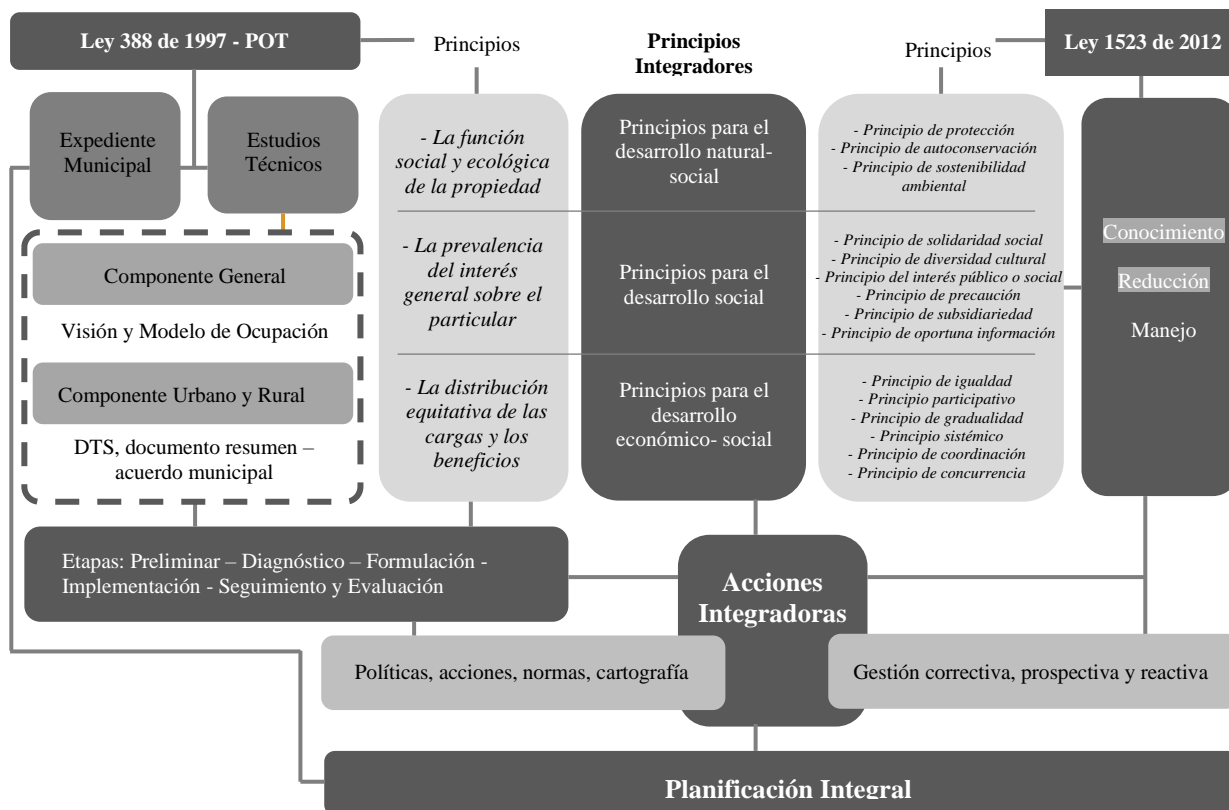 Ley 388 de 1997 - POT
Principios
Principios
Integradores
Principios
Ley 1523 de 2012
Expediente
Municipal
Estudios
Técnicos
Componente General
Visión y Modelo de Ocupación
Componente Urbano y Rural
DTS, documento resumen –
acuerdo municipal
- La función
social y ecológica
de la propiedad
- La prevalencia
del interés
general sobre el
particular
- La distribución
equitativa de las
cargas y los
beneficios
Principios para el
desarrollo natural-
social
Principios para el
desarrollo social
Principios para el
desarrollo
económico- social
- Principio de protección
- Principio de autoconservación
- Principio de sostenibilidad
ambiental
- Principio de solidaridad social
- Principio de diversidad cultural
- Principio del interés público o social
- Principio de precaución
- Principio de subsidiariedad
- Principio de oportuna información
- Principio de igualdad
- Principio participativo
- Principio de gradualidad
- Principio sistémico
- Principio de coordinación
- Principio de concurrencia
Conocimiento
Reducción
Manejo
Etapas: Preliminar – Diagnóstico – Formulación -
Implementación - Seguimiento y Evaluación
Acciones
Integradoras
Políticas, acciones, normas, cartografía
Gestión correctiva, prospectiva y reactiva
Planificación Integral